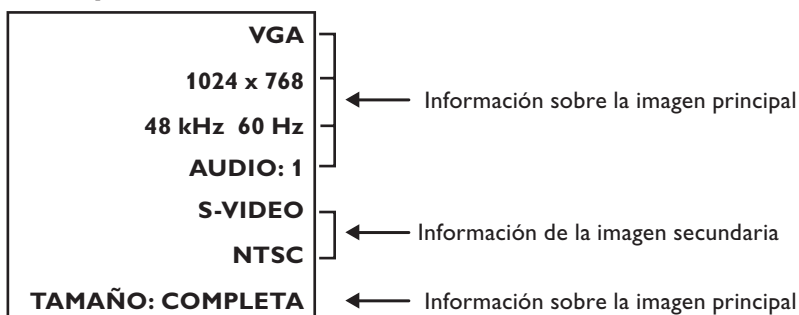 VGA
1024 x 768
Información sobre la imagen principal
48 kHz 60 Hz
AUDIO: 1
S-VIDEO
Información de la imagen secundaria
NTSC
TAMAÑO: COMPLETA
Información sobre la imagen principal